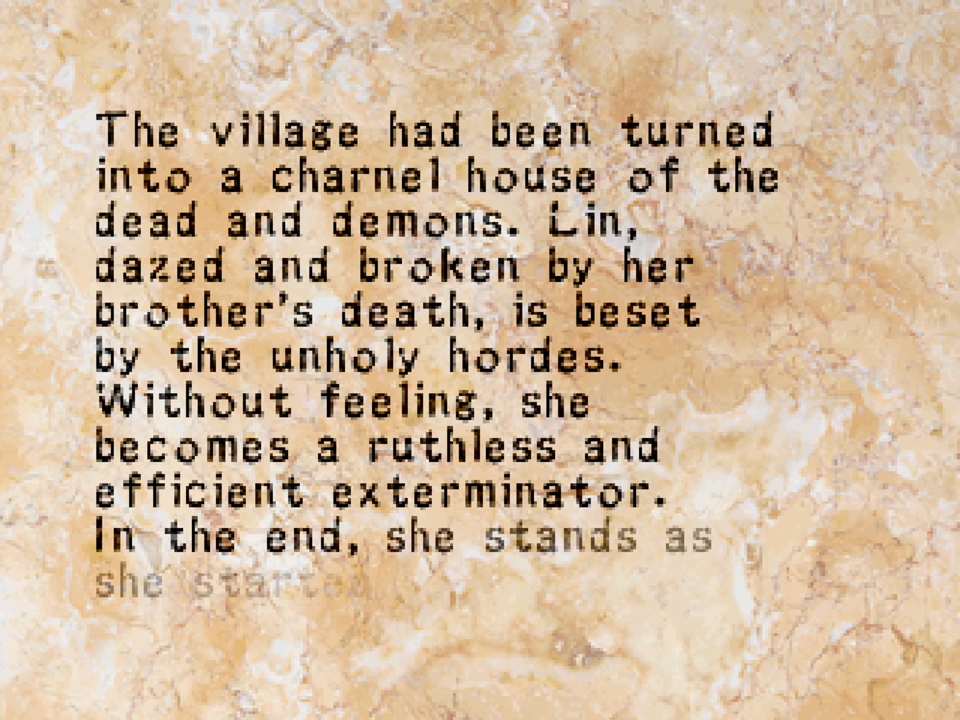 The village had been turned
into a charnel house of the
dead and demons. Lin,
dazed and broken by her
brother's death, is beset
by the unholy hordes.
Without feeling, she
becomes a ruthless and
efficient exterminator.
In the end, she stands as
she started